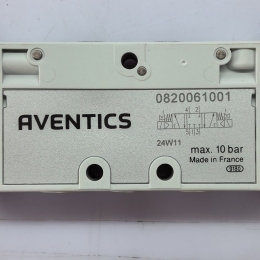 0820061001
AVENTICS
24W11
max. 10 bar
Made in France